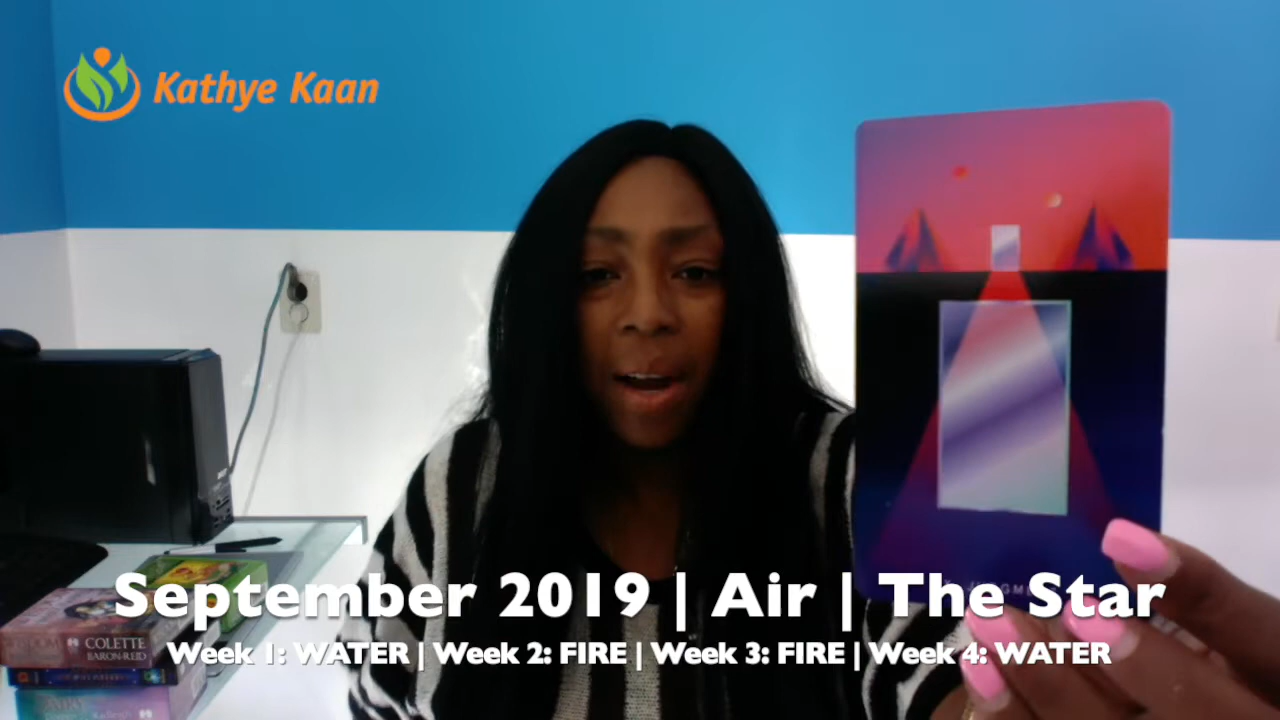 Kathye Kaan
September 2019 | Air | The Star
Week 1: WATER | Week 2: FIRE | Week 3: FIRE | Week 4: WATER
COLETTE
BARON-REID